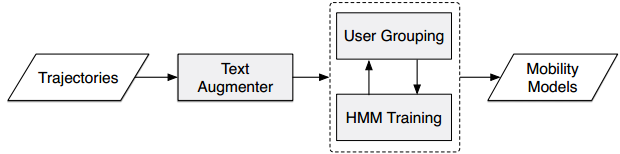 Trajectories
Text
Augmenter
User Grouping
HMM Training
Mobility
Models